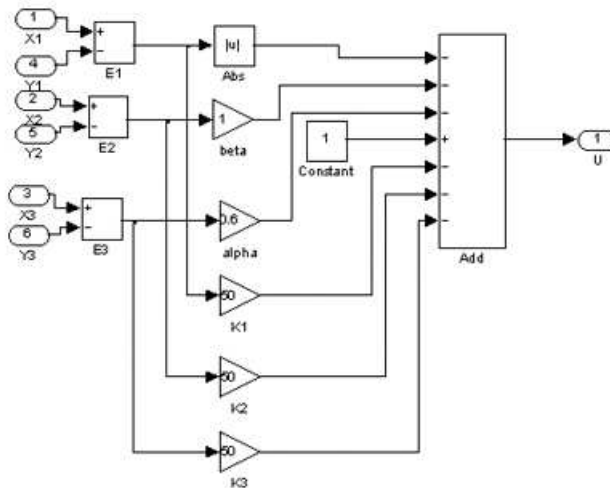 1
X1
+
−
E1
4
Y1
2
X2
+
−
E2
5
Y2
3
X3
+
−
E3
6
Y3
|u|
Abs
1
beta
1
Constant
0.6
alpha
50
K1
50
K2
50
K3
−
−
−
+
−
−
−
Add
1
U